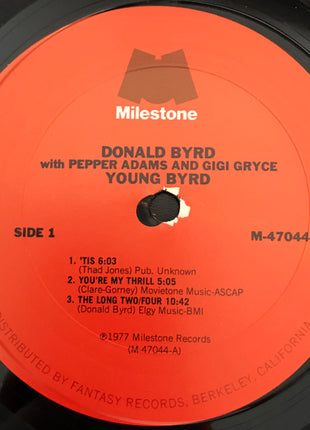 Milestone
DONALD BYRD
with PEPPER ADAMS AND GIGI GRYCE
YOUNG BYRD
SIDE 1
M-47044
1. 'TIS 6:03
(Thad Jones) Pub. Unknown
2. YOU'RE MY THRILL 5:05
(Clare-Gorney) Movietone Music-ASCAP
3. THE LONG TWO/FOUR 10:42
(Donald Byrd) Elgy Music-BMI
℗1977 Milestone Records
(M-47044-A)
DISTRIBUTED BY FANTASY RECORDS, BERKELEY, CALIFORNIA